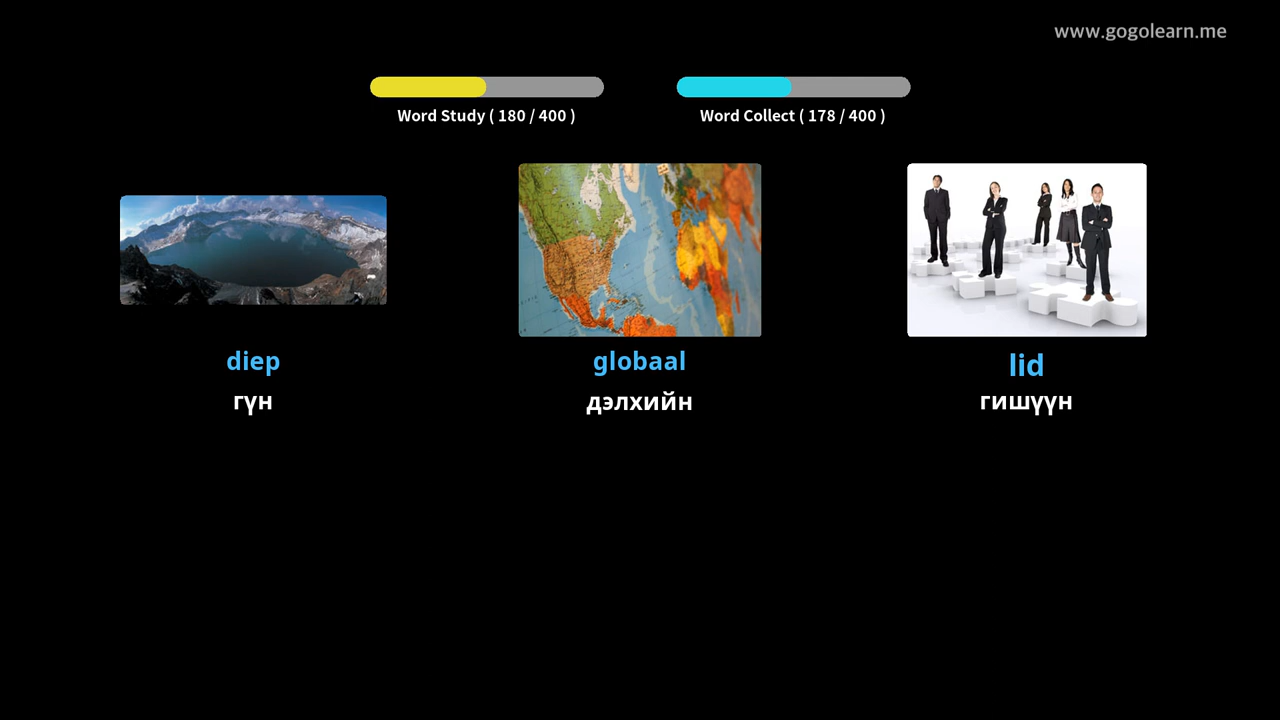 www.gogolearn.me
Word Study ( 180 / 400 )
Word Collect ( 178 / 400 )
diep
globaal
lid
гүн
дэлхийн
гишүүн